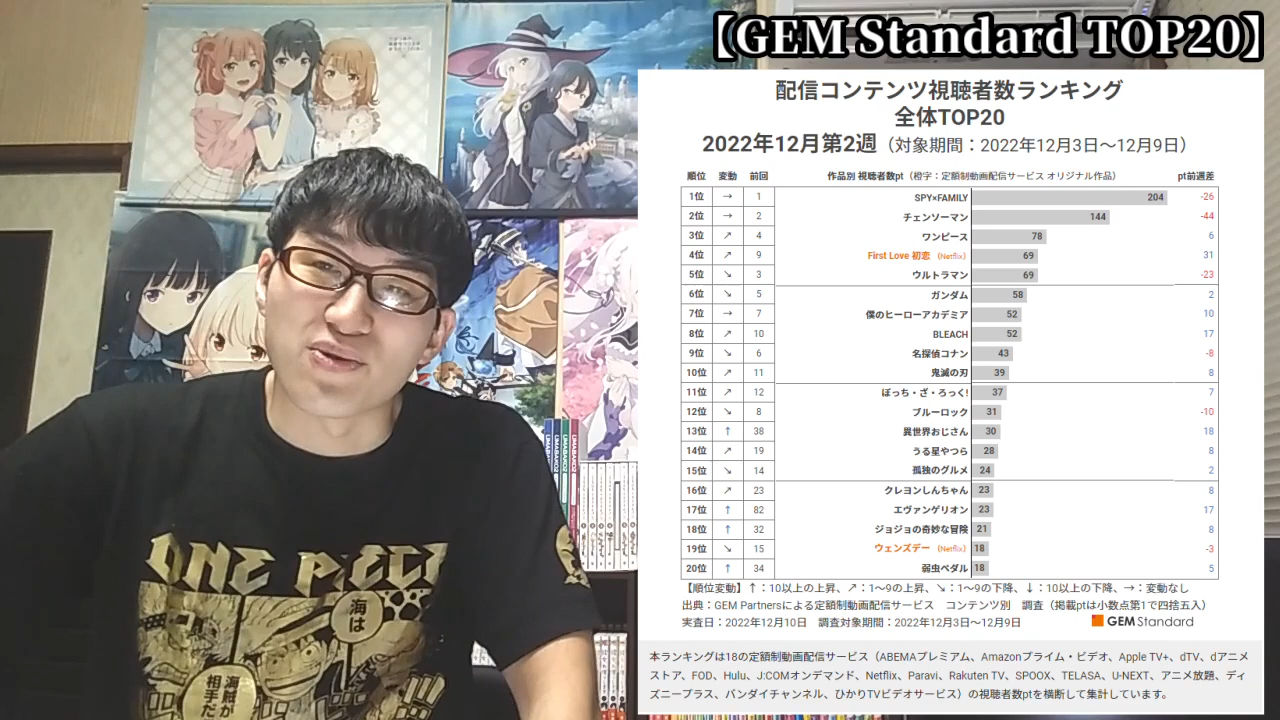 【GEM Standard TOP20】
配信コンテンツ視聴者数ランキング
全体TOP20
2022年12月第2週（対象期間：2022年12月3日〜12月9日）
順位 変動 前回 作品別 視聴者数pt（橙字：定額制動画配信サービス オリジナル作品） pt前週差
1位 → 1 SPY×FAMILY 204 -26
2位 → 2 チェンソーマン 144 -44
3位 ↗ 4 ワンピース 78 6
4位 ↗ 9 First Love 初恋 （Netflix） 69 31
5位 ↘ 3 ウルトラマン 69 -23
6位 ↘ 5 ガンダム 58 2
7位 → 7 僕のヒーローアカデミア 52 10
8位 ↗ 10 BLEACH 52 17
9位 ↘ 6 名探偵コナン 43 -8
10位 ↗ 11 鬼滅の刃 39 8
11位 ↗ 12 ぼっち・ざ・ろっく! 37 7
12位 ↘ 8 ブルーロック 31 -10
13位 ↑ 38 異世界おじさん 30 18
14位 ↗ 19 うる星やつら 28 8
15位 ↘ 14 孤独のグルメ 24 2
16位 ↗ 23 クレヨンしんちゃん 23 8
17位 ↑ 82 エヴァンゲリオン 23 17
18位 ↑ 32 ジョジョの奇妙な冒険 21 8
19位 ↘ 15 ウェンズデー （Netflix） 18 -3
20位 ↑ 34 弱虫ペダル 18 5
【順位変動】↑：10以上の上昇、↗：1〜9の上昇、↘：1〜9の下降、↓：10以上の下降、→：変動なし
出典：GEM Partnersによる定額制動画配信サービス　コンテンツ別　調査（掲載ptは小数点第1で四捨五入）
実査日：2022年12月10日　調査対象期間：2022年12月3日〜12月9日
GEM Standard
本ランキングは18の定額制動画配信サービス（ABEMAプレミアム、Amazonプライム・ビデオ、Apple TV+、dTV、dアニメ
ストア、FOD、Hulu、J:COMオンデマンド、Netflix、Paravi、Rakuten TV、SPOOX、TELASA、U-NEXT、アニメ放題、ディ
ズニープラス、バンダイチャンネル、ひかりTVビデオサービス）の視聴者数ptを横断して集計しています。
ONE PIECE
海は
海賊が
相手だ